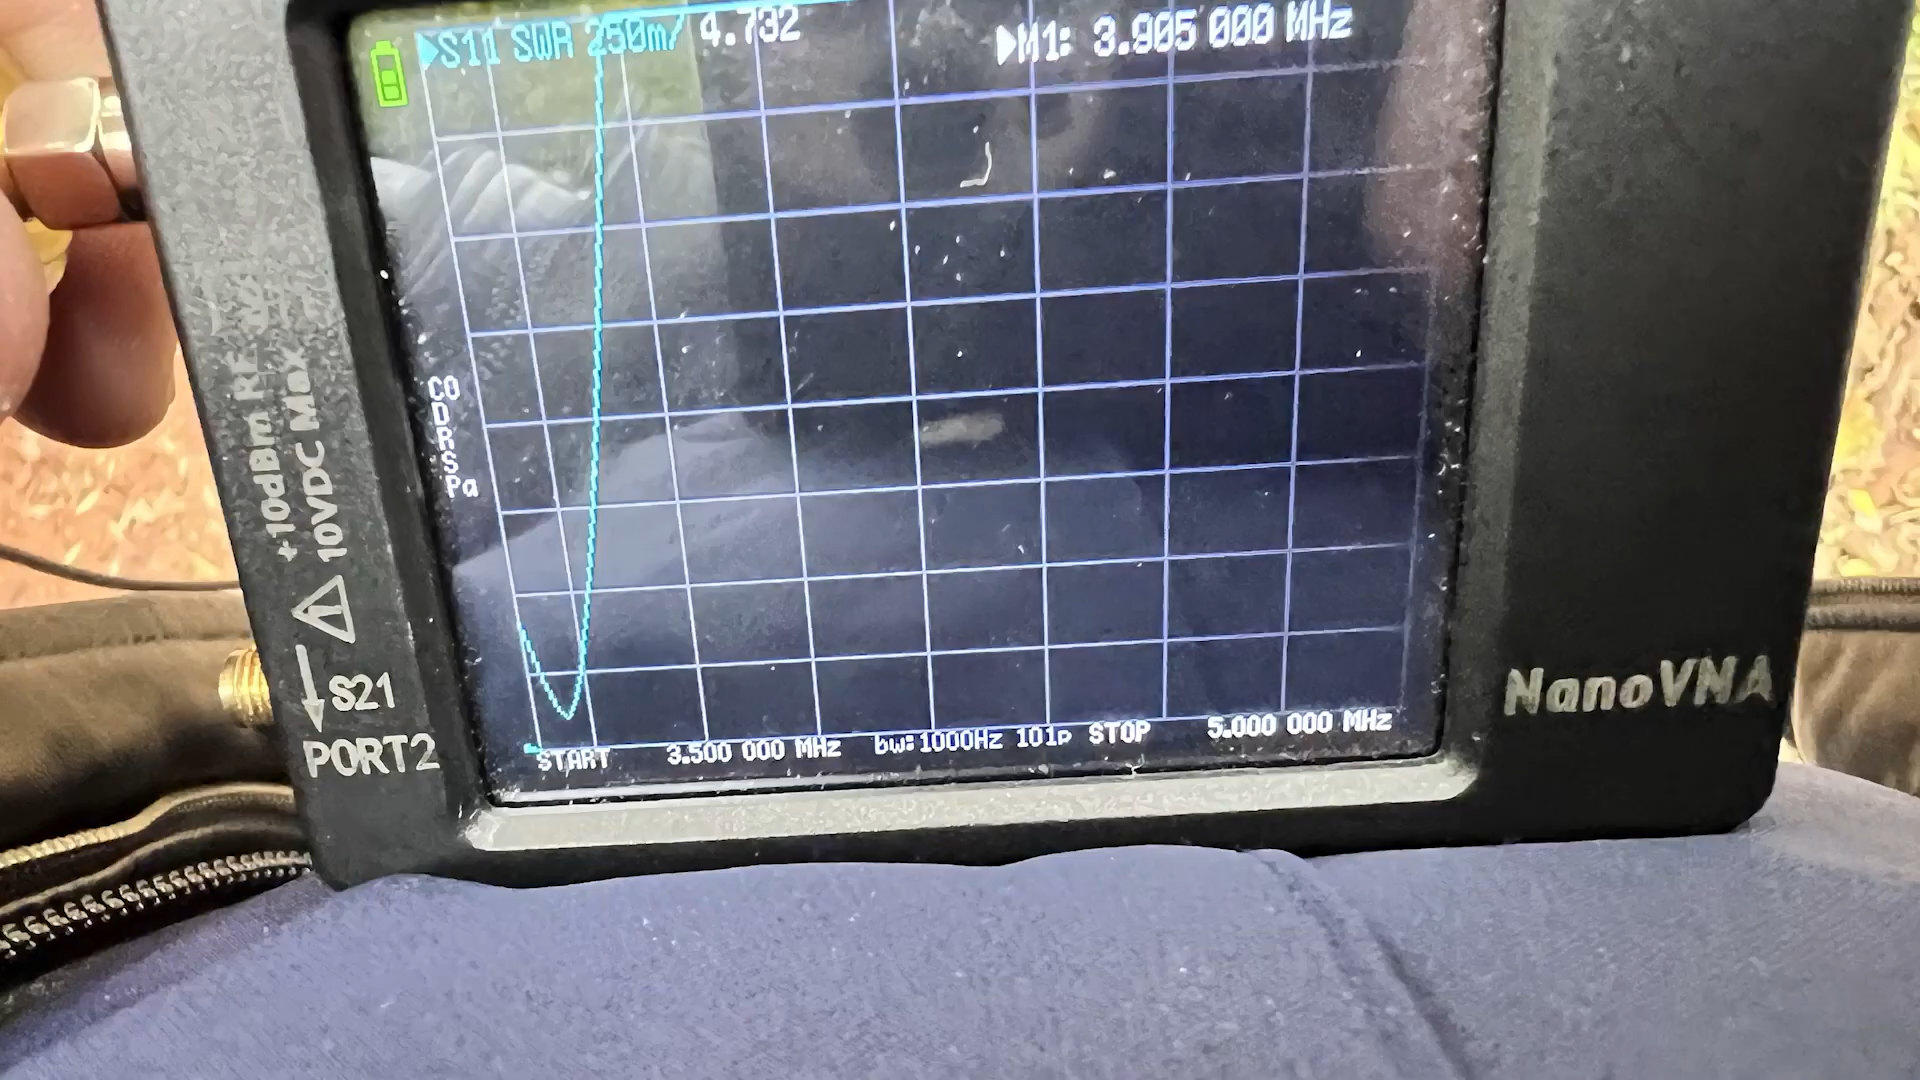 S11 SWR 250m/ 4.732
M1: 3.905 000 MHz
C0
D
R
S
Pa
+10dBm RF
10VDC Max
S21
PORT2
START 3.500 000 MHz bw:1000Hz 101p STOP 5.000 000 MHz
NanoVNA